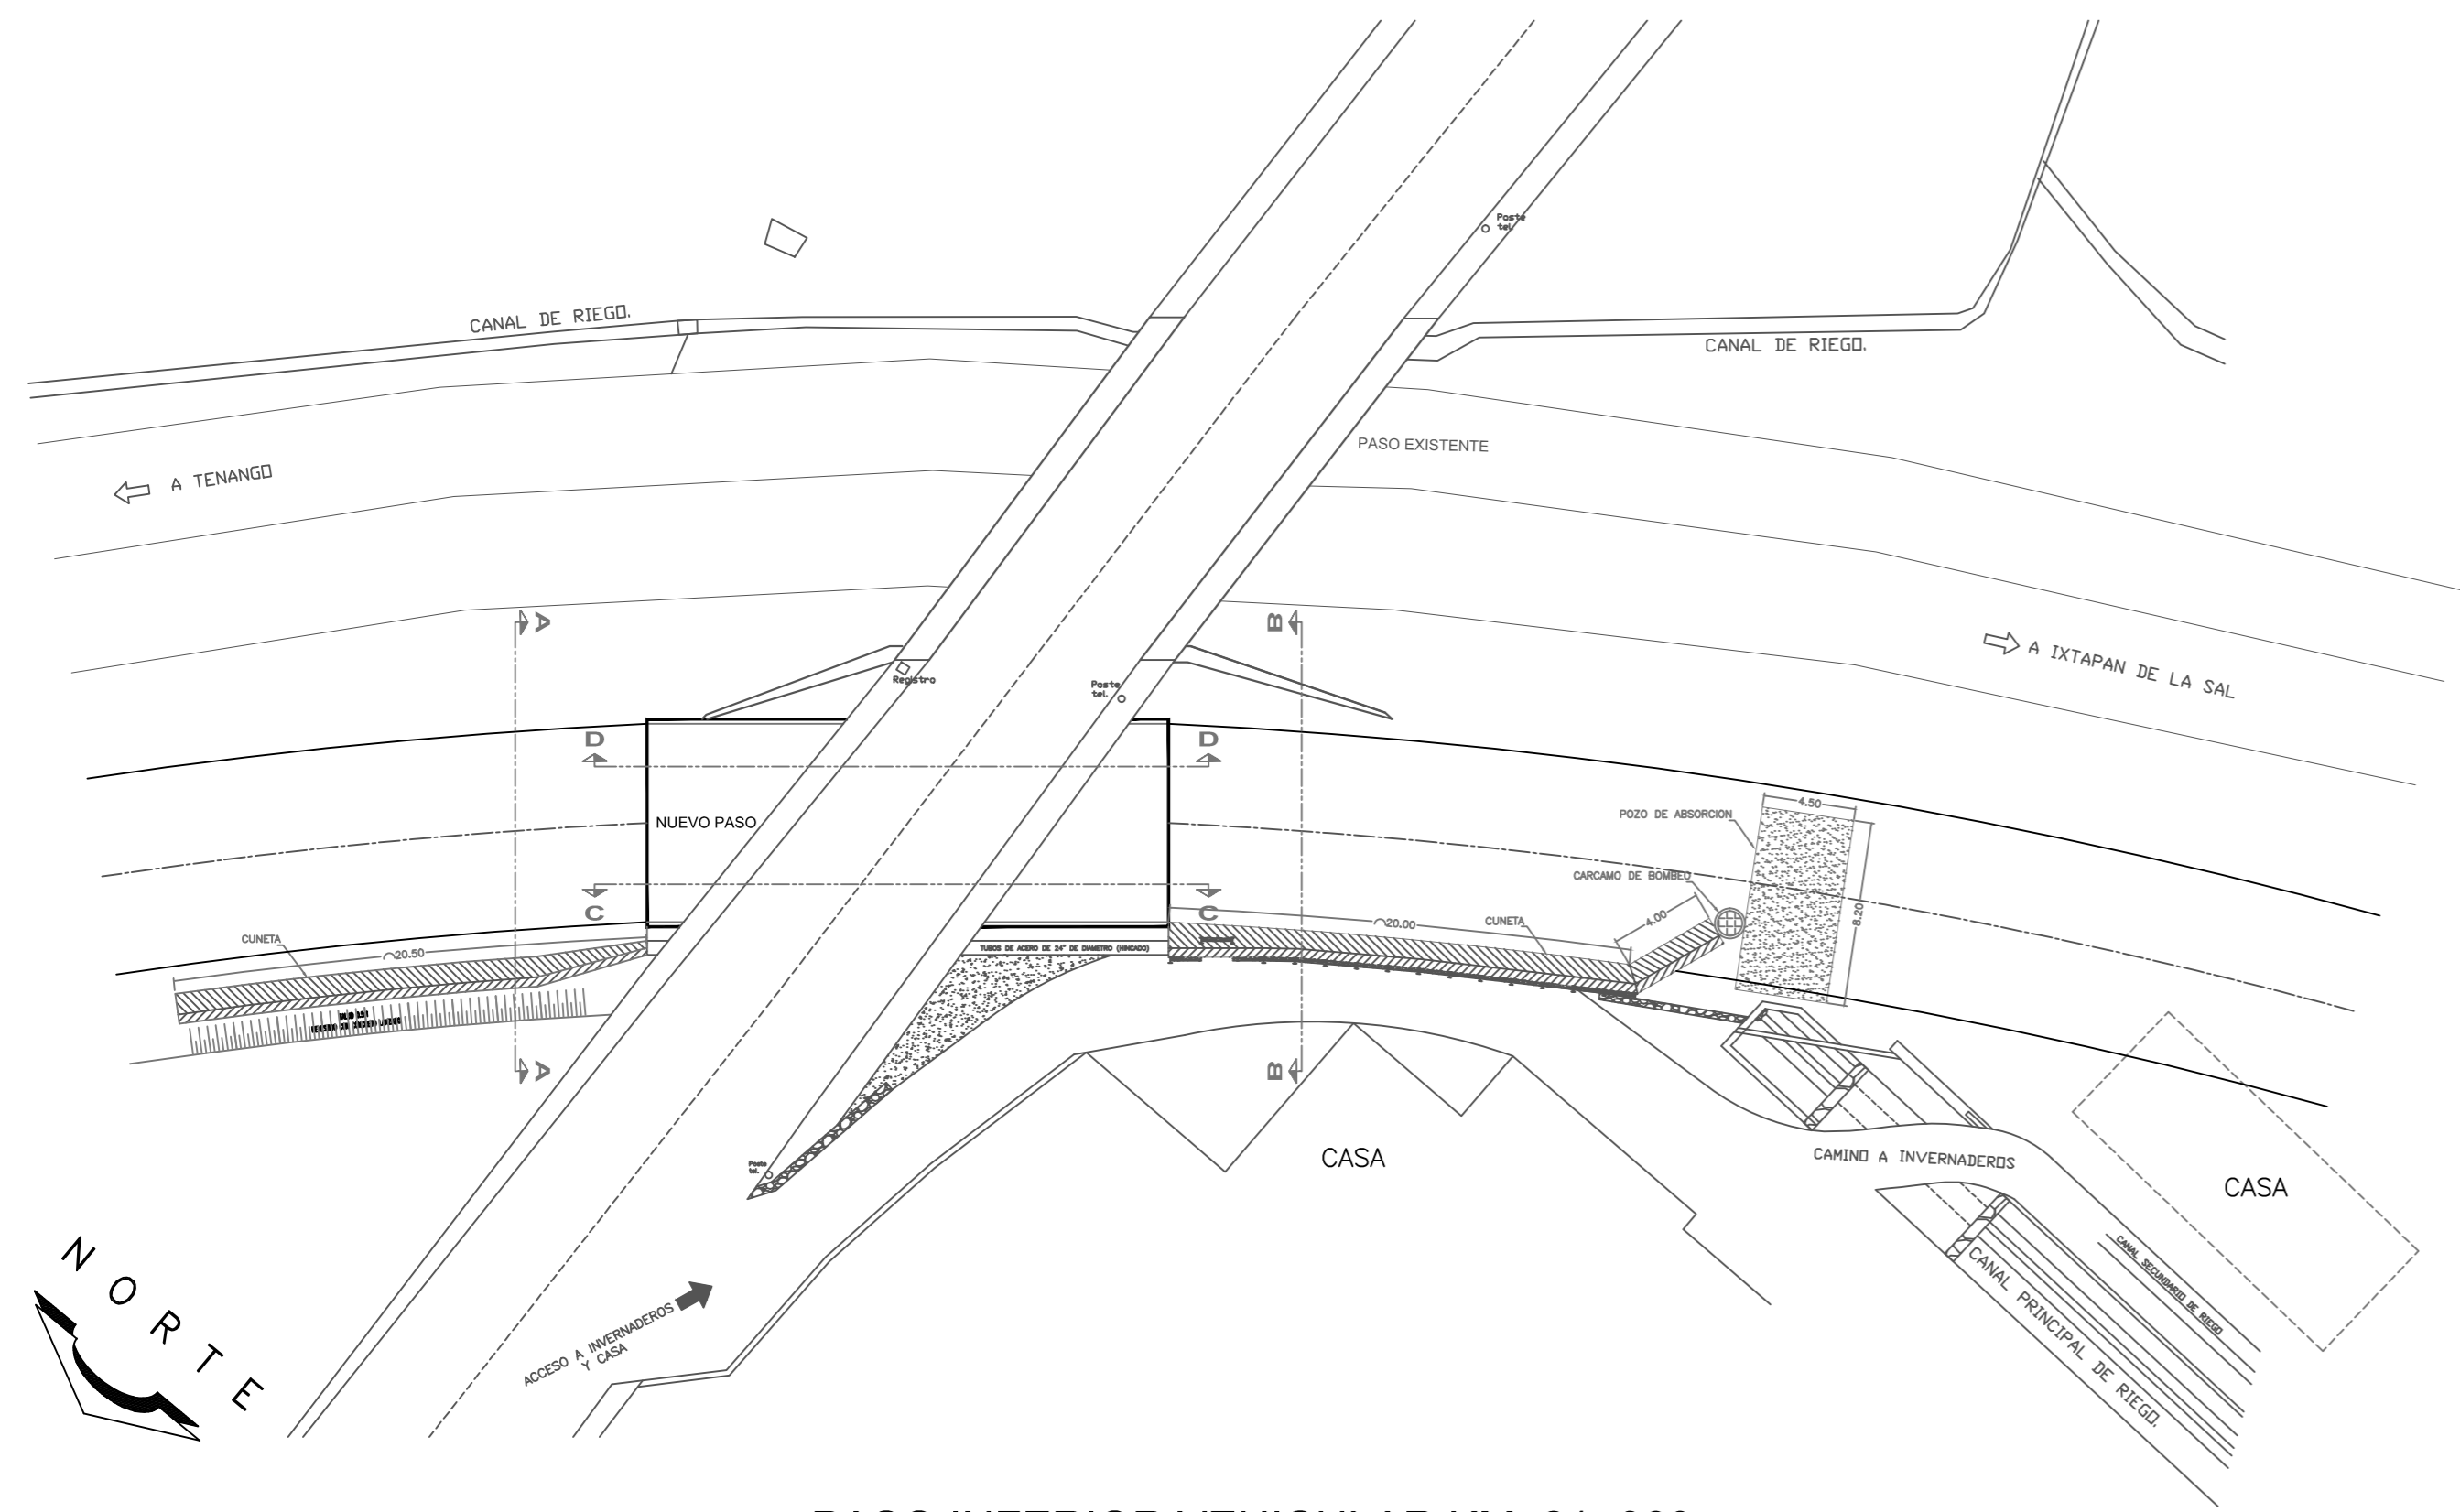 Poste
tel.
CANAL DE RIEGO.
CANAL DE RIEGO.
PASO EXISTENTE
A TENANGO
A
B
A IXTAPAN DE LA SAL
Registro
Poste
tel.
D
D
NUEVO PASO
4.50
POZO DE ABSORCION
CARCAMO DE BOMBEO
8.20
C
C
4.00
20.00
CUNETA
CUNETA
20.50
TUBOS DE ACERO DE 24" DE DIAMETRO (HINCADO)
A
B
CASA
CAMINO A INVERNADEROS
Poste
tel.
CASA
NORTE
CANAL SECUNDARIO DE RIEGO
CANAL PRINCIPAL DE RIEGO.
ACCESO A INVERNADEROS
Y CASA